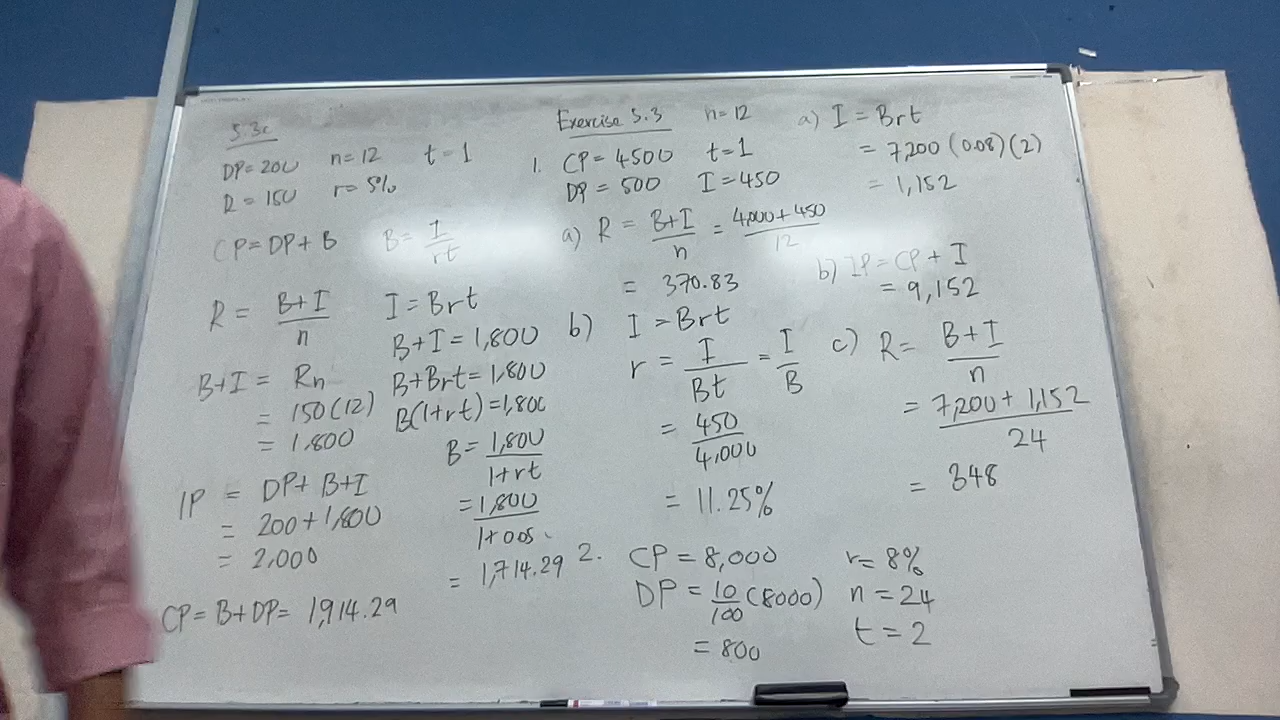 5.3c
DP = 200 n = 12 t = 1
R = 150 r = 5%
CP = DP + B B = I/rt
R = B+I/n I = Brt
B+I = 1,800
B+I = Rn B+Brt = 1,800
= 150(12) B(1+rt) = 1,800
= 1,800 B = 1,800/1+rt
IP = DP + B+I
= 200 + 1,800 = 1,800/1+0.05
= 2,000
= 1,714.29
CP = B+DP = 1,914.29
Exercise 5.3 n = 12
1. CP = 4500 t = 1
DP = 500 I = 450
a) R = B+I/n = 4,000+450/12
= 370.83
b) I = Brt
r = I/Bt = I/B
= 450/4,000
= 11.25%
2. CP = 8,000 r = 8%
DP = 10/100 (8000) n = 24
= 800 t = 2
a) I = Brt
= 7,200 (0.08)(2)
= 1,152
b) IP = CP + I
= 9,152
c) R = B+I/n
= 7,200 + 1,152/24
= 348